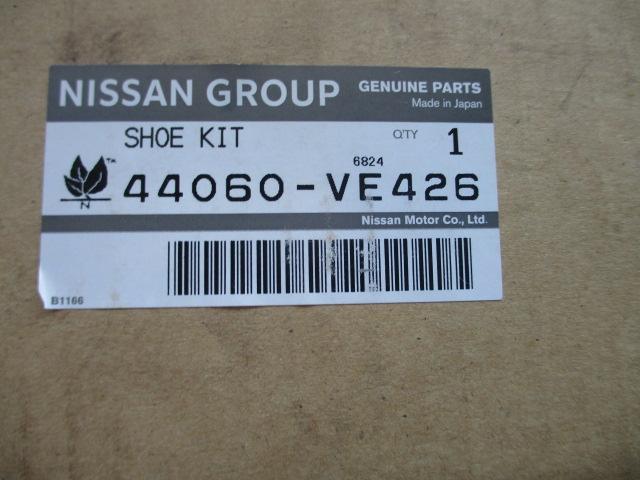 NISSAN GROUP
GENUINE PARTS
Made in Japan
SHOE KIT
Q'TY 1
6824
TM
N
44060-VE426
Nissan Motor Co., Ltd.
B1166